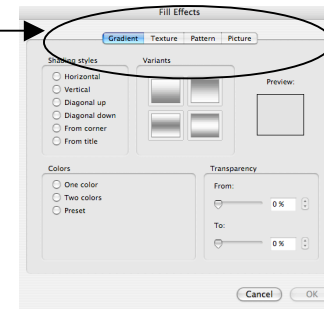 Fill Effects
Gradient Texture Pattern Picture
Shading styles
Horizontal
Vertical
Diagonal up
Diagonal down
From corner
From title
Variants
Preview:
Colors
One color
Two colors
Preset
Transparency
From:
0 %
To:
0 %
Cancel OK